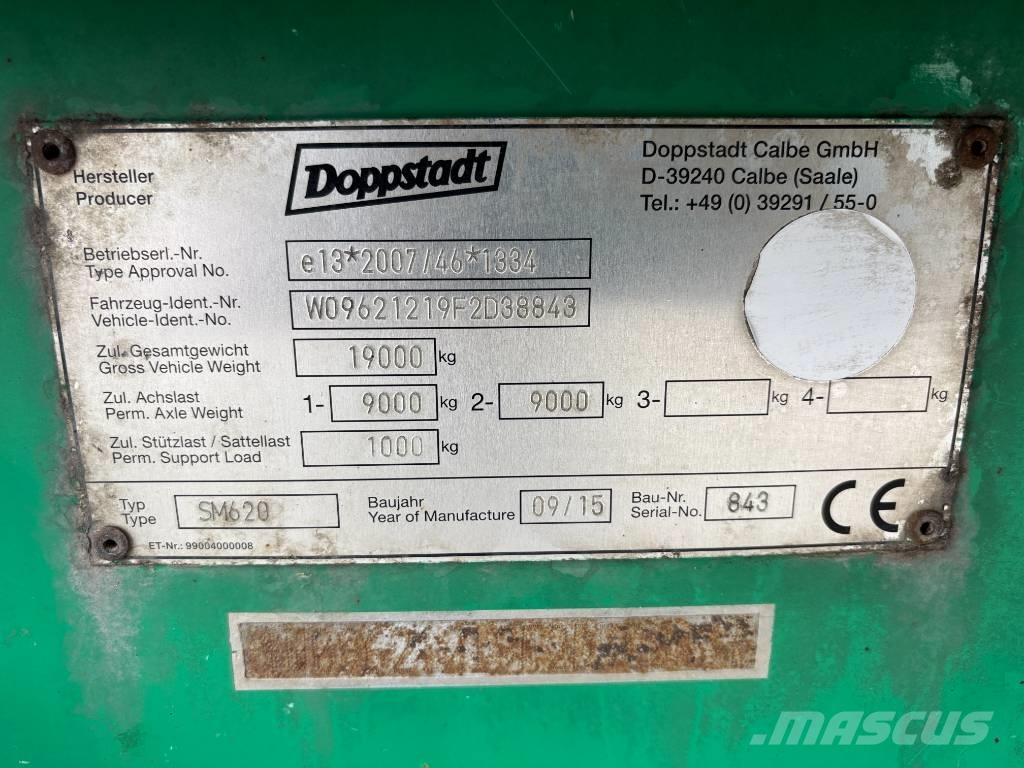 Hersteller
Producer
Doppstadt
Doppstadt Calbe GmbH
D-39240 Calbe (Saale)
Tel.: +49 (0) 39291 / 55-0
Betriebserl.-Nr.
Type Approval No.
e13*2007/46*1334
Fahrzeug-Ident.-Nr.
Vehicle-Ident.-No.
W09621219F2D38843
Zul. Gesamtgewicht
Gross Vehicle Weight
19000 kg
Zul. Achslast
Perm. Axle Weight
1- 9000 kg 2- 9000 kg 3- kg 4- kg
Zul. Stützlast / Sattellast
Perm. Support Load
1000 kg
Typ
Type
SM620
Baujahr
Year of Manufacture
09/15
Bau-Nr.
Serial-No.
843
CE
ET-Nr.: 99004000008
MASCUS